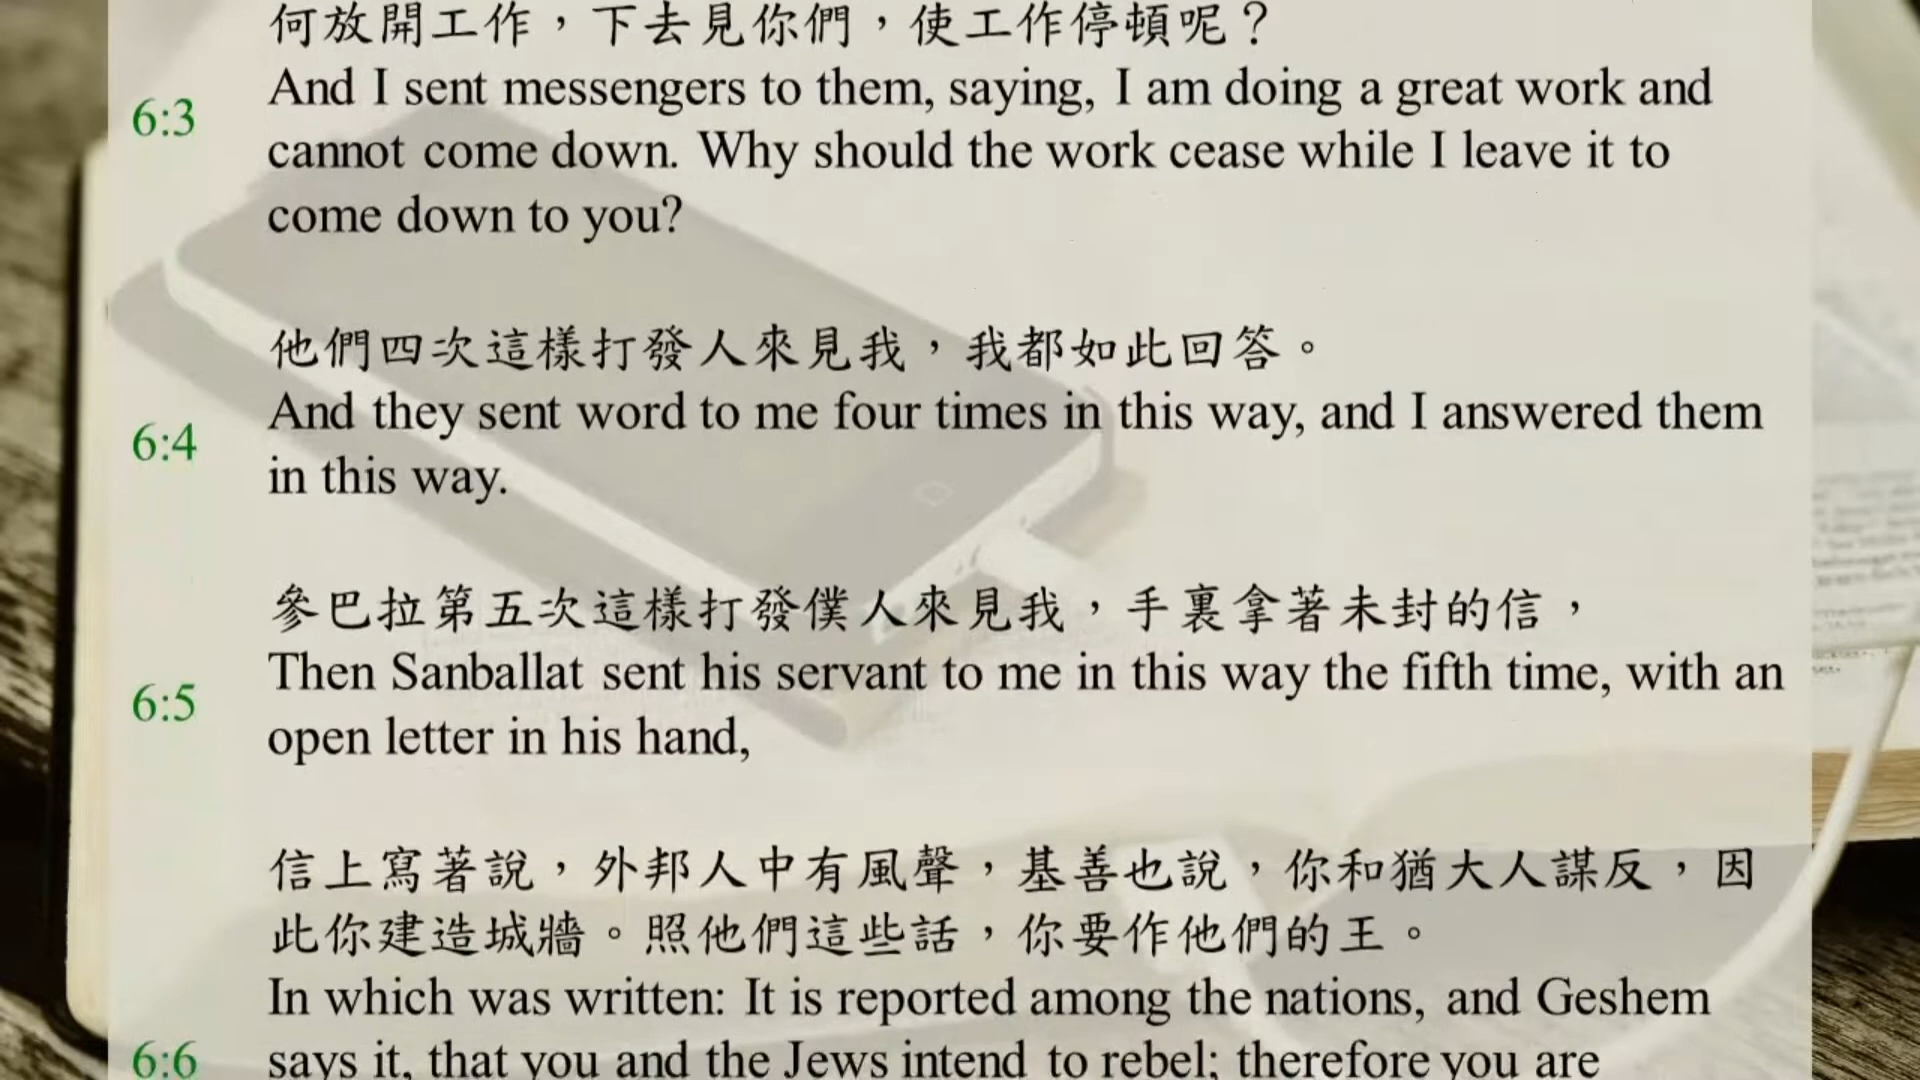 何放開工作，下去見你們，使工作停頓呢？
6:3 And I sent messengers to them, saying, I am doing a great work and
cannot come down. Why should the work cease while I leave it to
come down to you?
他們四次這樣打發人來見我，我都如此回答。
6:4 And they sent word to me four times in this way, and I answered them
in this way.
參巴拉第五次這樣打發僕人來見我，手裏拿著未封的信，
6:5 Then Sanballat sent his servant to me in this way the fifth time, with an
open letter in his hand,
信上寫著說，外邦人中有風聲，基善也說，你和猶大人謀反，因
此你建造城牆。照他們這些話，你要作他們的王。
In which was written: It is reported among the nations, and Geshem
6:6 says it, that you and the Jews intend to rebel; therefore you are